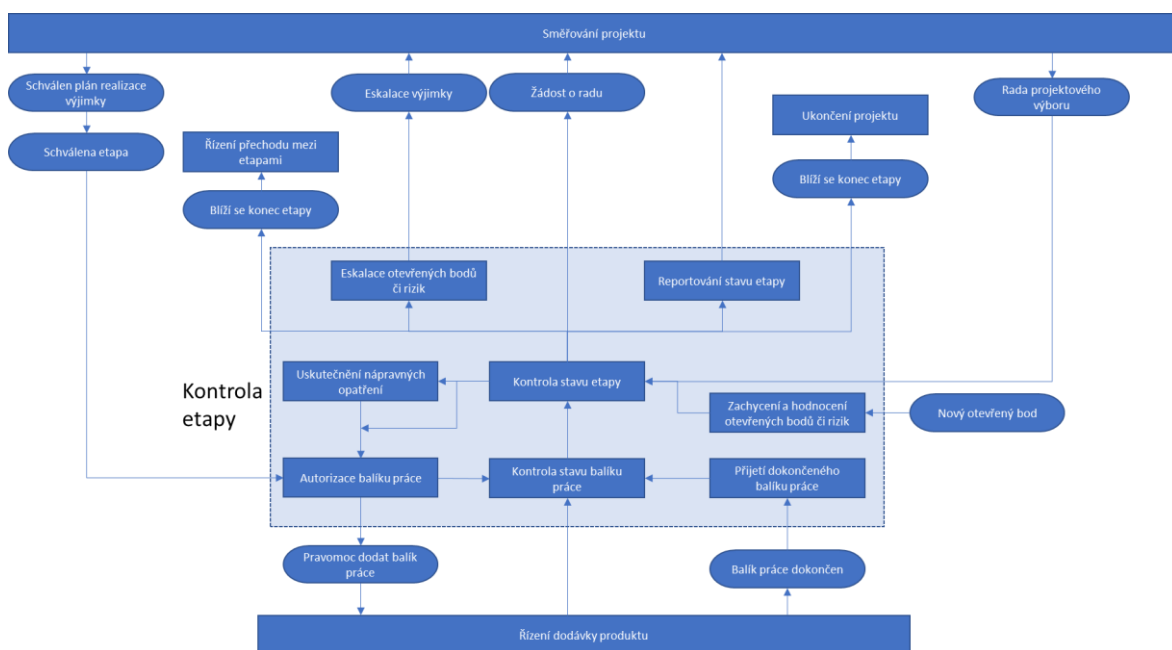 Směřování projektu
Schválen plán realizace
výjimky
Eskalace výjimky
Žádost o radu
Rada projektového
výboru
Ukončení projektu
Schválena etapa
Řízení přechodu mezi
etapami
Blíží se konec etapy
Blíží se konec etapy
Eskalace otevřených bodů
či rizik
Reportování stavu etapy
Kontrola
etapy
Uskutečnění nápravných
opatření
Kontrola stavu etapy
Zachycení a hodnocení
otevřených bodů či rizik
Nový otevřený bod
Autorizace balíku práce
Kontrola stavu balíku
práce
Přijetí dokončeného
balíku práce
Pravomoc dodat balík
práce
Balík práce dokončen
Řízení dodávky produktu